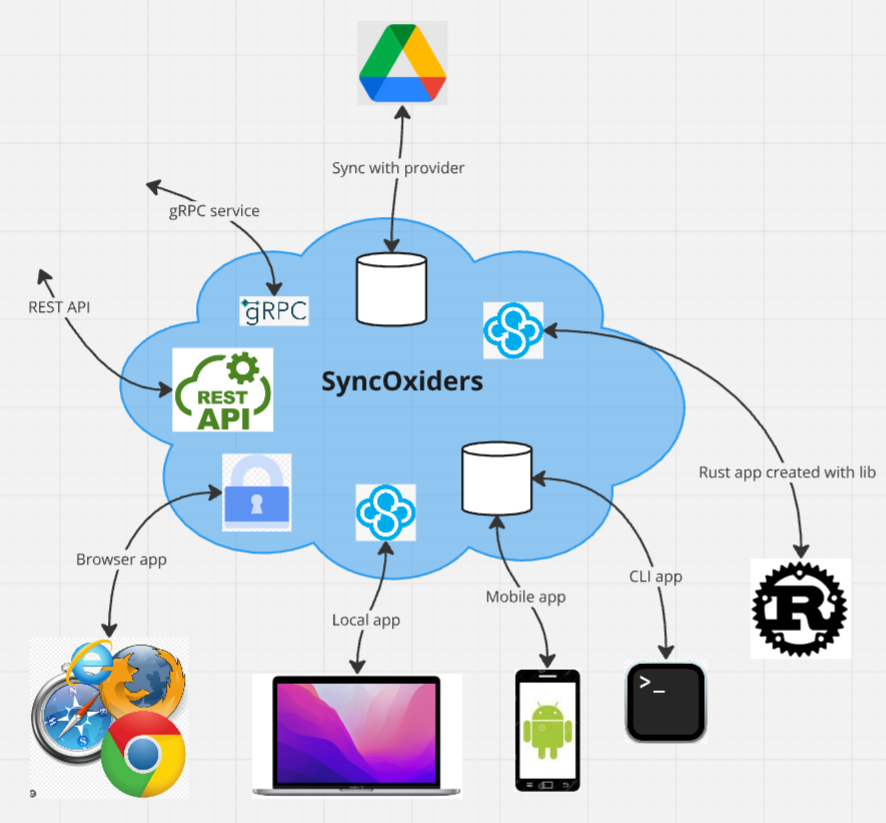 Sync with provider
gRPC service
gRPC
REST API
REST
API
SyncOxiders
Rust app created with lib
Browser app
Local app
Mobile app
CLI app
N
S
R
>_